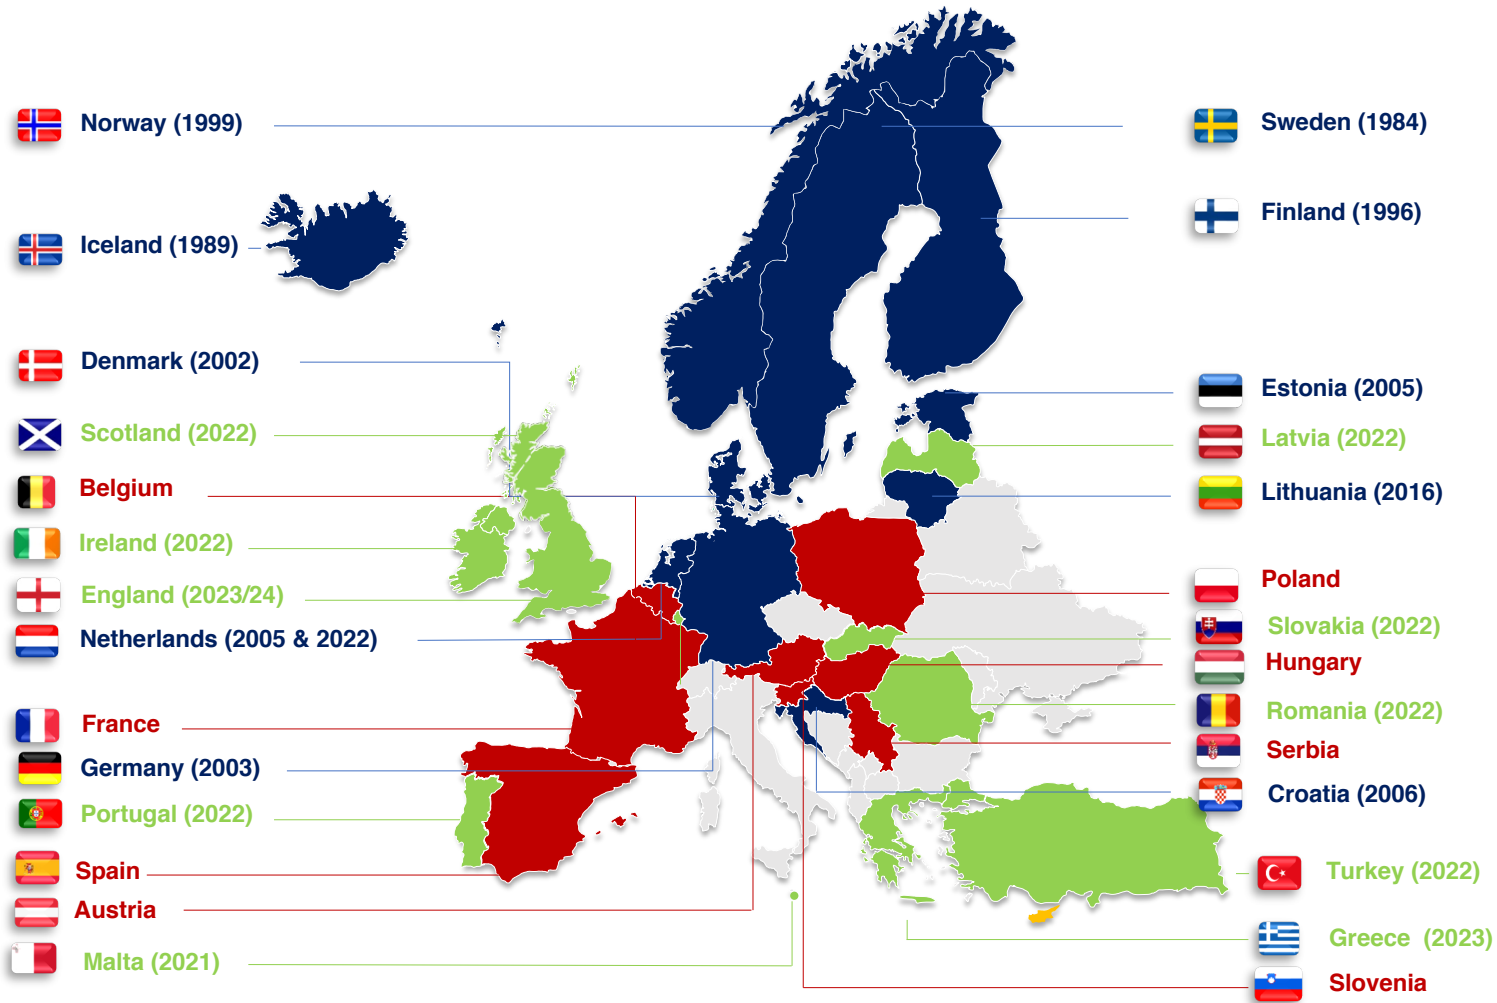 Norway (1999)
Iceland (1989)
Denmark (2002)
Scotland (2022)
Belgium
Ireland (2022)
England (2023/24)
Netherlands (2005 & 2022)
France
Germany (2003)
Portugal (2022)
Spain
Austria
Malta (2021)
Sweden (1984)
Finland (1996)
Estonia (2005)
Latvia (2022)
Lithuania (2016)
Poland
Slovakia (2022)
Hungary
Romania (2022)
Serbia
Croatia (2006)
Turkey (2022)
Greece (2023)
Slovenia